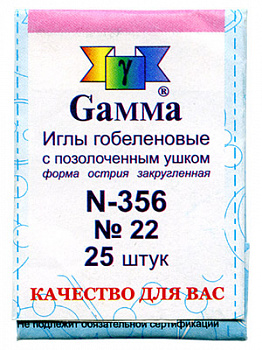 γ
Gамма®
Иглы гобеленовые
с позолоченным ушком
форма острия закругленная
N-356
№ 22
25 штук
КАЧЕСТВО ДЛЯ ВАС
Не подлежит обязательной сертификации